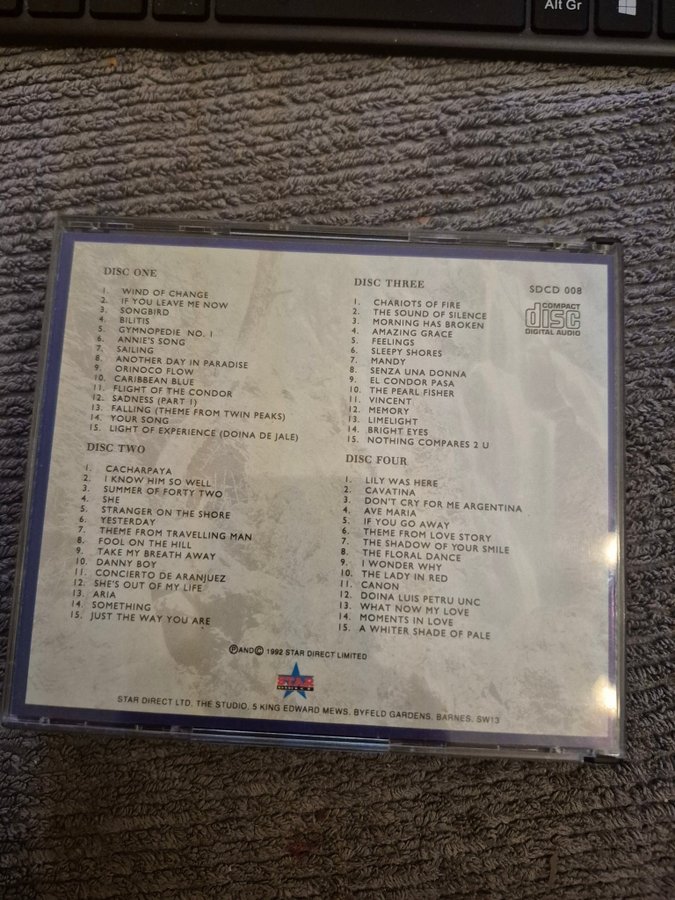 Alt Gr
DISC ONE
1. WIND OF CHANGE
2. IF YOU LEAVE ME NOW
3. SONGBIRD
4. BILITIS
5. GYMNOPEDIE NO. 1
6. ANNIE'S SONG
7. SAILING
8. ANOTHER DAY IN PARADISE
9. ORINOCO FLOW
10. CARIBBEAN BLUE
11. FLIGHT OF THE CONDOR
12. SADNESS (PART 1)
13. FALLING (THEME FROM TWIN PEAKS)
14. YOUR SONG
15. LIGHT OF EXPERIENCE (DOINA DE JALE)
DISC TWO
1. CACHARPAYA
2. I KNOW HIM SO WELL
3. SUMMER OF FORTY TWO
4. SHE
5. STRANGER ON THE SHORE
6. YESTERDAY
7. THEME FROM TRAVELLING MAN
8. FOOL ON THE HILL
9. TAKE MY BREATH AWAY
10. DANNY BOY
11. CONCIERTO DE ARANJUEZ
12. SHE'S OUT OF MY LIFE
13. ARIA
14. SOMETHING
15. JUST THE WAY YOU ARE
DISC THREE
1. CHARIOTS OF FIRE
2. THE SOUND OF SILENCE
3. MORNING HAS BROKEN
4. AMAZING GRACE
5. FEELINGS
6. SLEEPY SHORES
7. MANDY
8. SENZA UNA DONNA
9. EL CONDOR PASA
10. THE PEARL FISHER
11. VINCENT
12. MEMORY
13. LIMELIGHT
14. BRIGHT EYES
15. NOTHING COMPARES 2 U
SDCD 008
COMPACT
disc
DIGITAL AUDIO
DISC FOUR
1. LILY WAS HERE
2. CAVATINA
3. DON'T CRY FOR ME ARGENTINA
4. AVE MARIA
5. IF YOU GO AWAY
6. THEME FROM LOVE STORY
7. THE SHADOW OF YOUR SMILE
8. THE FLORAL DANCE
9. I WONDER WHY
10. THE LADY IN RED
11. CANON
12. DOINA LUIS PETRU UNC
13. WHAT NOW MY LOVE
14. MOMENTS IN LOVE
15. A WHITER SHADE OF PALE
ⓅANDⒸ 1992 STAR DIRECT LIMITED
STAR
STAR DIRECT LTD. THE STUDIO, 5 KING EDWARD MEWS, BYFELD GARDENS, BARNES, SW13